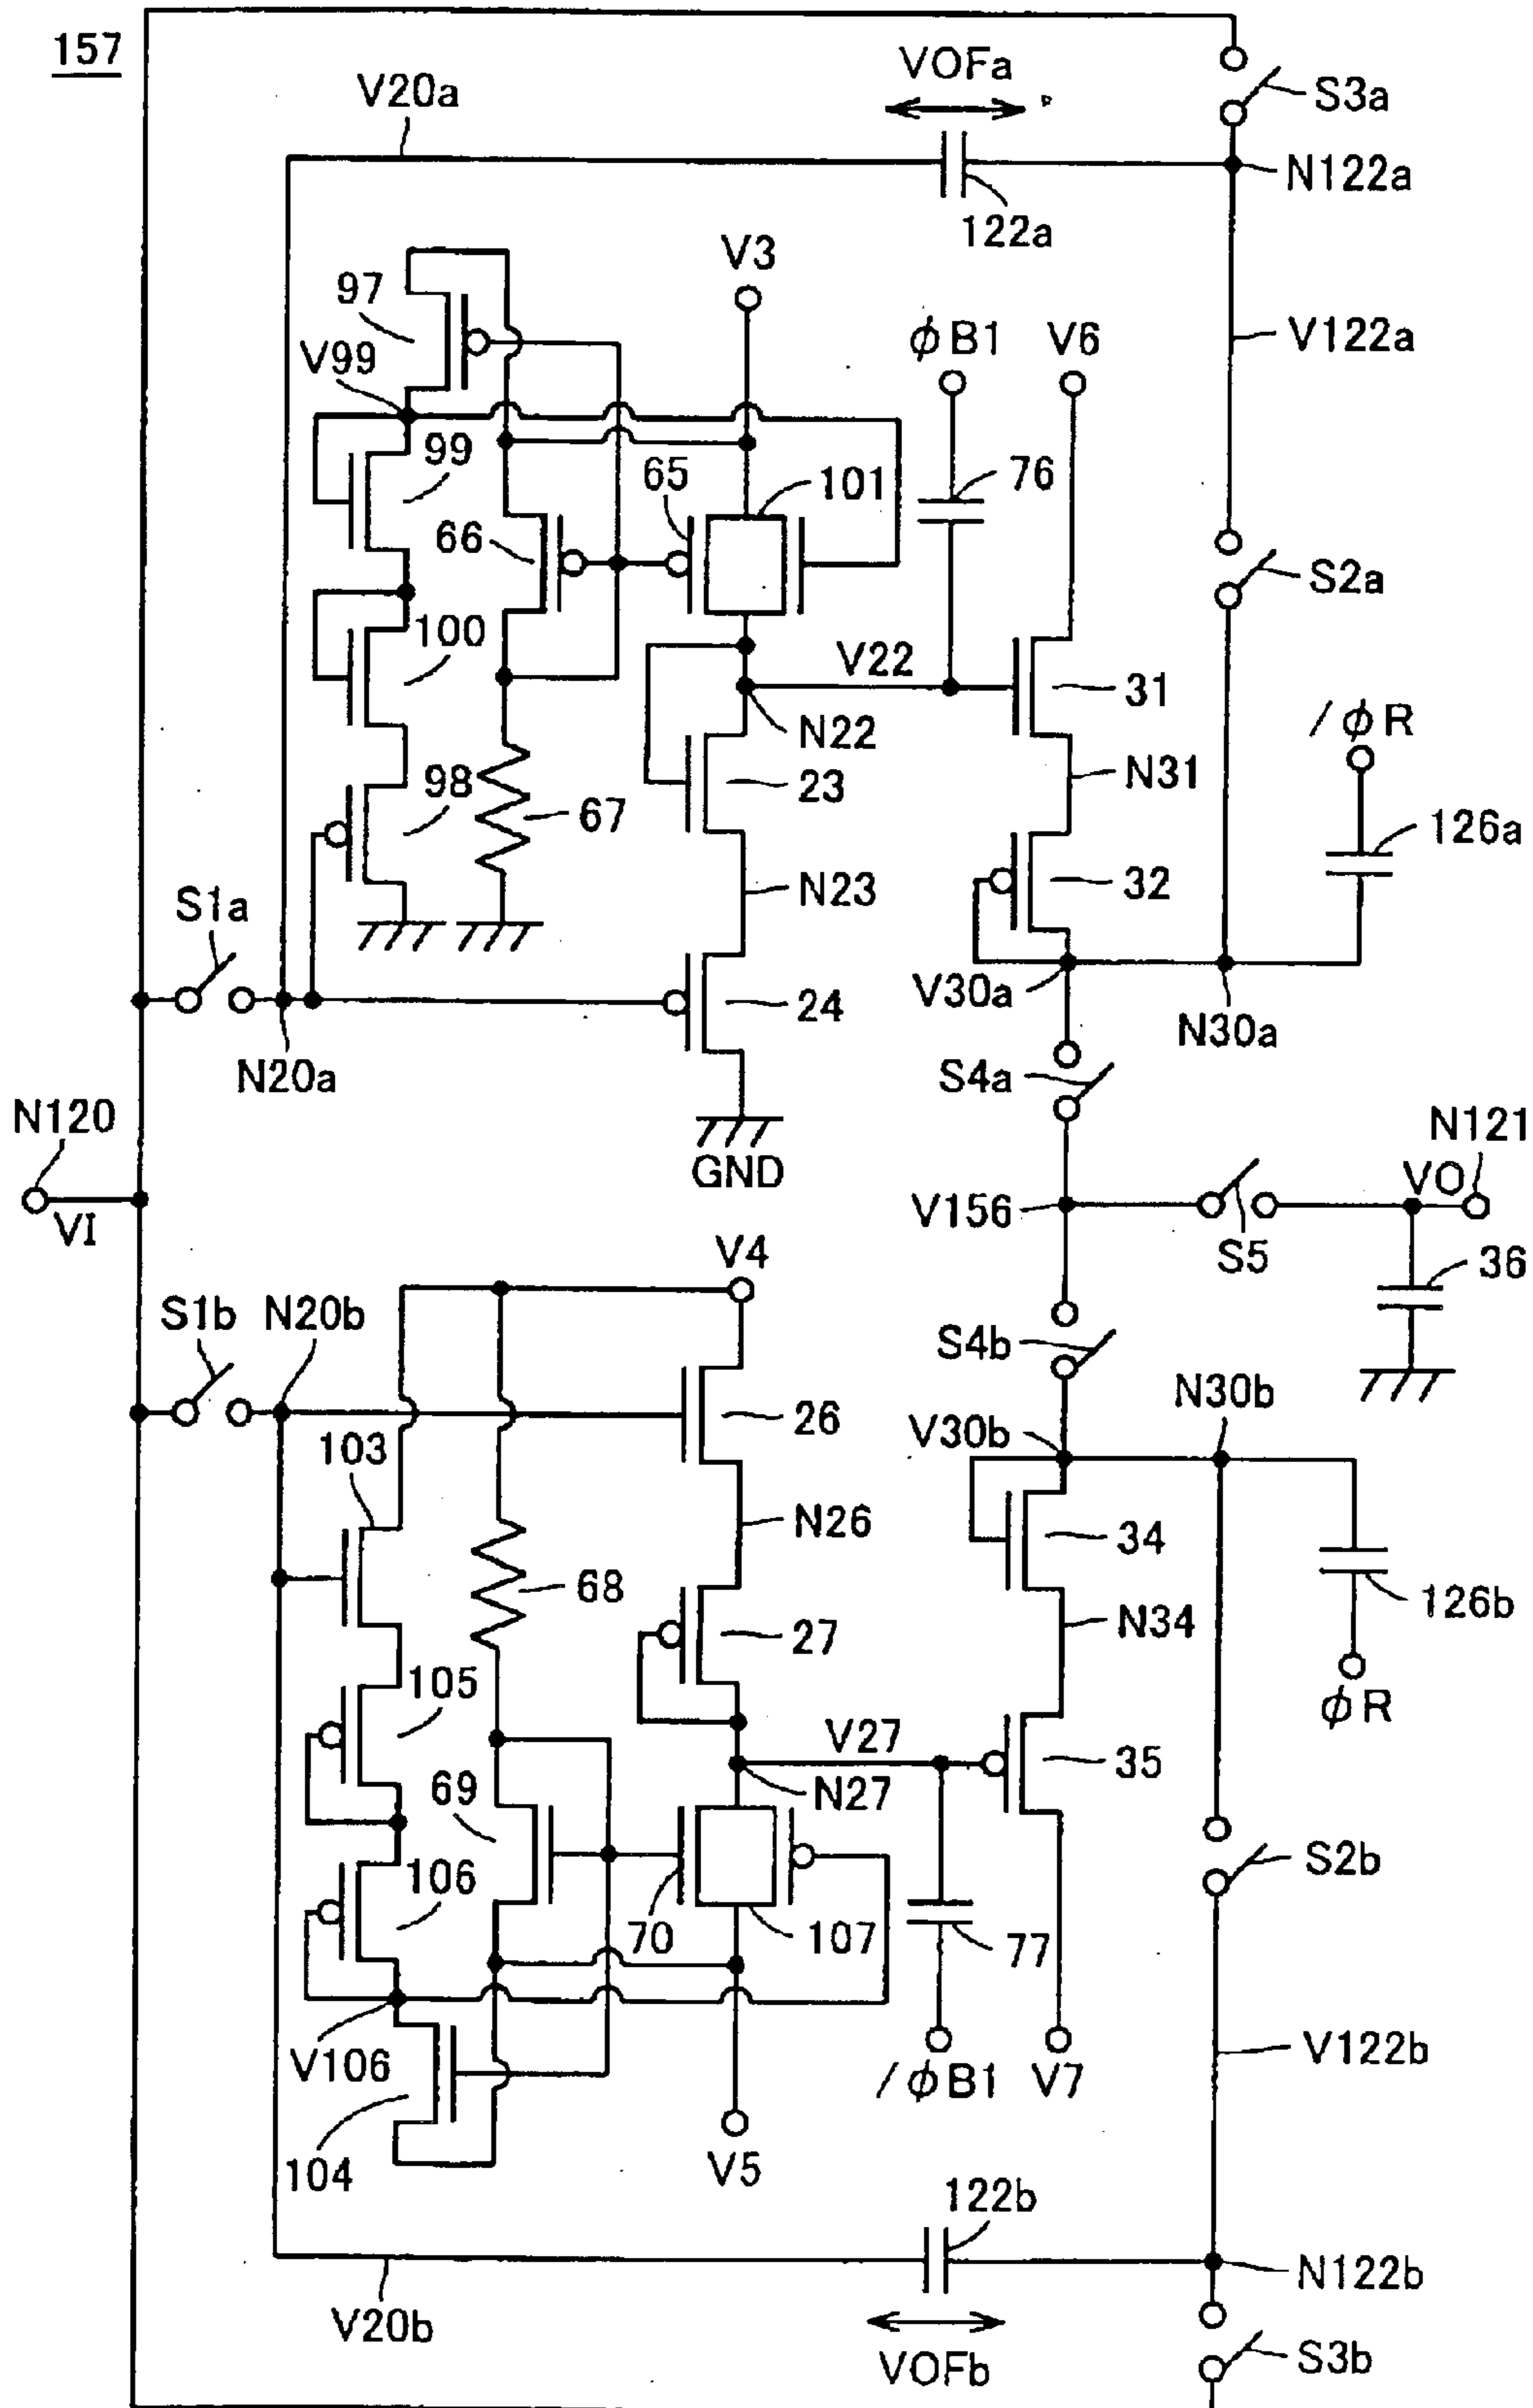 157
VOFa
S3a
V20a
N122a
122a
V3
97
φB1
V6
V122a
V99
99
65
101
76
66
S2a
100
V22
31
N22
/φR
98
23
N31
67
126a
S1a
N23
32
24
V30a
N30a
N20a
S4a
N120
GND
N121
VO
VI
V156
S5
36
V4
S1b
N20b
S4b
N30b
26
V30b
103
N26
34
68
126b
27
N34
105
φR
V27
35
69
N27
S2b
106
70
107
77
V106
V122b
/φB1
V7
104
V5
122b
N122b
V20b
VOFb
S3b